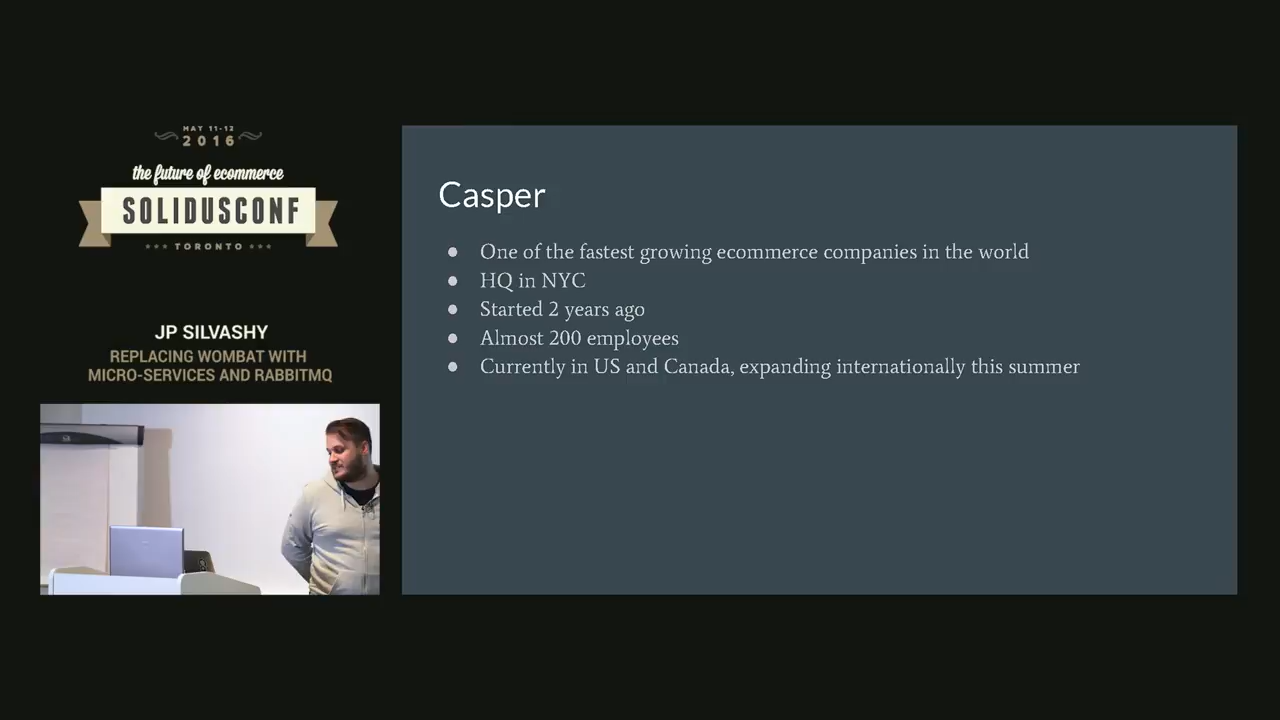 MAY 11-12
2016
the future of ecommerce
SOLIDUSCONF
TORONTO
JP SILVASHY
REPLACING WOMBAT WITH
MICRO-SERVICES AND RABBITMQ
Casper
● One of the fastest growing ecommerce companies in the world
● HQ in NYC
● Started 2 years ago
● Almost 200 employees
● Currently in US and Canada, expanding internationally this summer